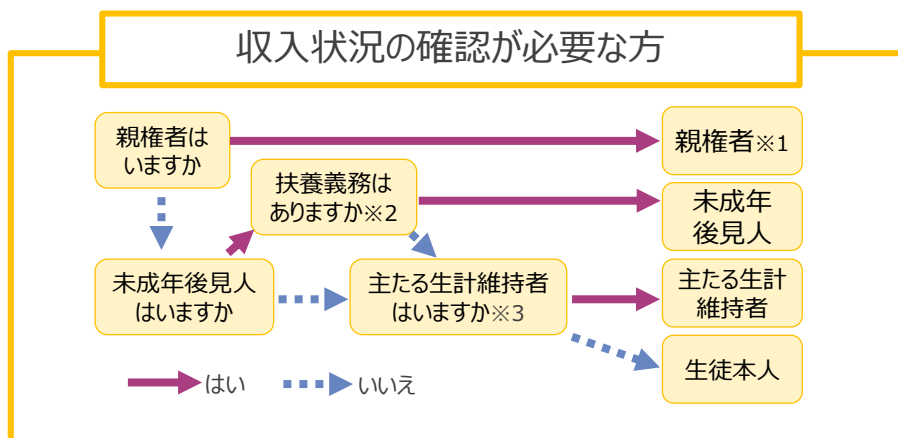 収入状況の確認が必要な方
親権者は
いますか
親権者※1
扶養義務は
ありますか※2
未成年
後見人
未成年後見人
はいますか
主たる生計維持者
はいますか※3
主たる生計
維持者
生徒本人
はい
いいえ